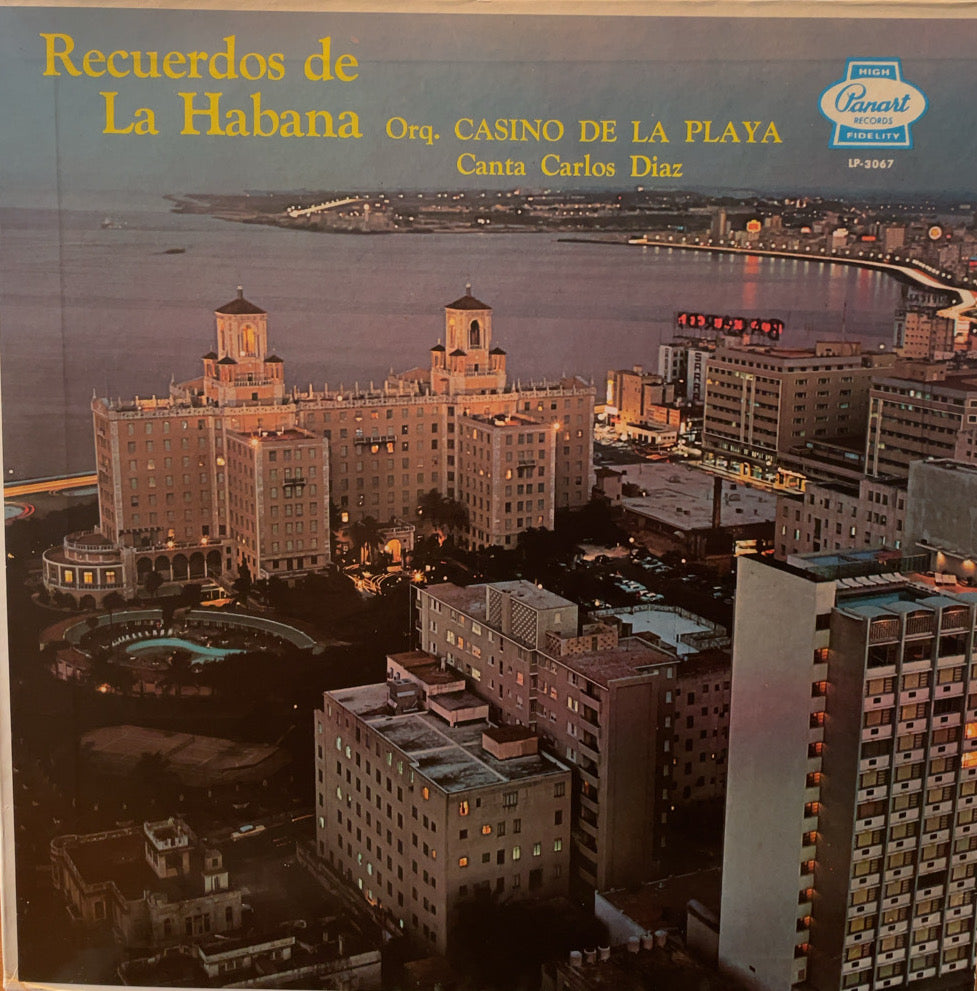 Recuerdos de
La Habana
Orq. CASINO DE LA PLAYA
Canta Carlos Diaz
HIGH
Panart
RECORDS
FIDELITY
LP-3067